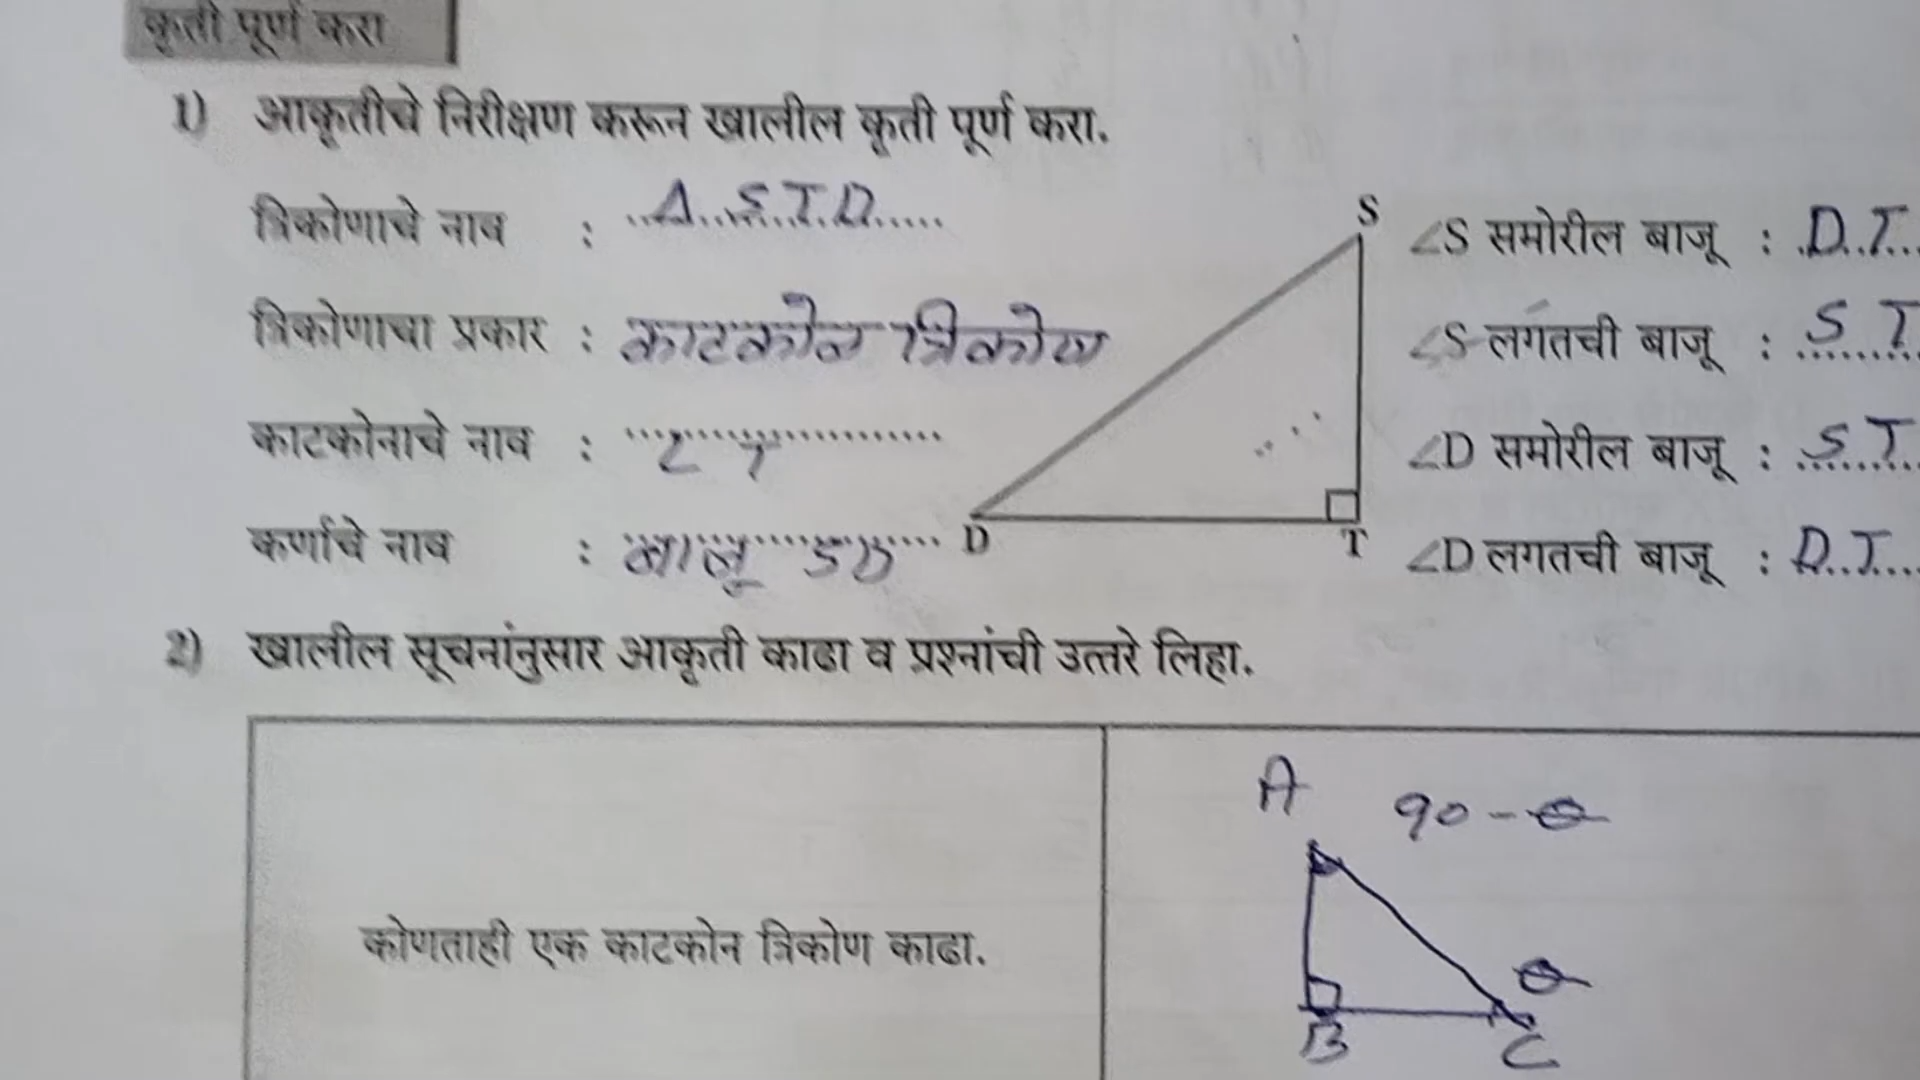 कृती पूर्ण करा
1) आकृतीचे निरीक्षण करून खालील कृती पूर्ण करा.
त्रिकोणाचे नाव : Δ S T D
त्रिकोणाचा प्रकार : काटकोन त्रिकोण
काटकोनाचे नाव : ∠T
कर्णाचे नाव : बाजू SD
S
D
T
∠S समोरील बाजू : D T
∠S लगतची बाजू : S T
∠D समोरील बाजू : S T
∠D लगतची बाजू : D T
2) खालील सूचनांनुसार आकृती काढा व प्रश्नांची उत्तरे लिहा.
कोणताही एक काटकोन त्रिकोण काढा.
A 90 - θ
θ
B C